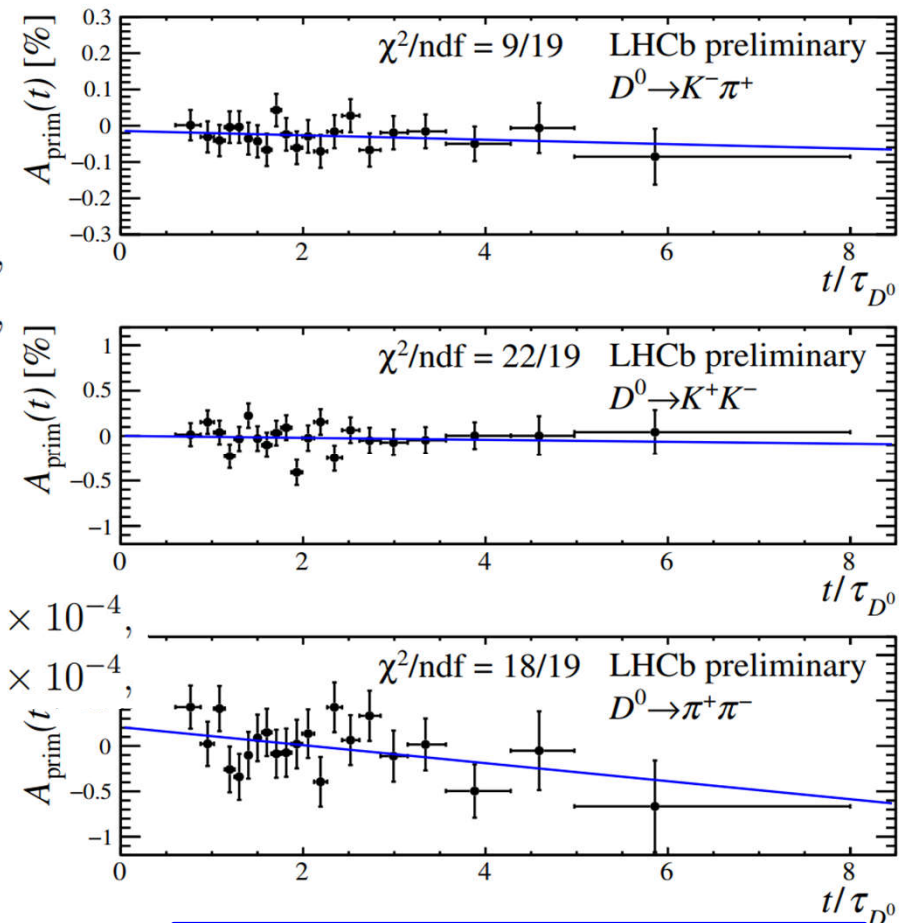 0.3
χ²/ndf = 9/19 LHCb preliminary
D⁰→K⁻π⁺
A_prim(t) [%]
0.2
0.1
0
−0.1
−0.2
−0.3
0 2 4 6 8
t/τ_D⁰
,
,
χ²/ndf = 22/19 LHCb preliminary
D⁰→K⁺K⁻
A_prim(t) [%]
1
0.5
0
−0.5
−1
0 2 4 6 8
t/τ_D⁰
× 10⁻⁴,
× 10⁻⁴,
χ²/ndf = 18/19 LHCb preliminary
D⁰→π⁺π⁻
A_prim(t
0
−0.5
−1
0 2 4 6 8
t/τ_D⁰